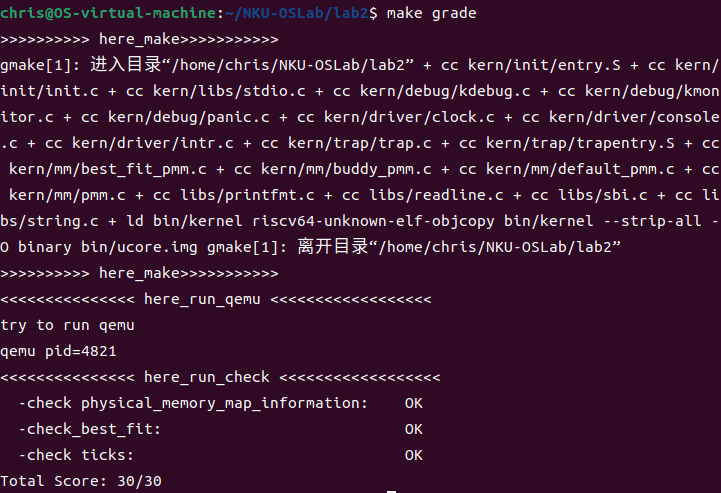 chris@OS-virtual-machine:~/NKU-OSLab/lab2$ make grade
>>>>>>>>>> here_make>>>>>>>>>>>
gmake[1]: 进入目录“/home/chris/NKU-OSLab/lab2” + cc kern/init/entry.S + cc kern/
init/init.c + cc kern/libs/stdio.c + cc kern/debug/kdebug.c + cc kern/debug/kmon
itor.c + cc kern/debug/panic.c + cc kern/driver/clock.c + cc kern/driver/console
.c + cc kern/driver/intr.c + cc kern/trap/trap.c + cc kern/trap/trapentry.S + cc
 kern/mm/best_fit_pmm.c + cc kern/mm/buddy_pmm.c + cc kern/mm/default_pmm.c + cc
 kern/mm/pmm.c + cc libs/printfmt.c + cc libs/readline.c + cc libs/sbi.c + cc li
bs/string.c + ld bin/kernel riscv64-unknown-elf-objcopy bin/kernel --strip-all -
O binary bin/ucore.img gmake[1]: 离开目录“/home/chris/NKU-OSLab/lab2”
>>>>>>>>>> here_make>>>>>>>>>>>
<<<<<<<<<<<<<<< here_run_qemu <<<<<<<<<<<<<<<<<<
try to run qemu
qemu pid=4821
<<<<<<<<<<<<<<< here_run_check <<<<<<<<<<<<<<<<<<
  -check physical_memory_map_information:    OK
  -check_best_fit:                           OK
  -check ticks:                              OK
Total Score: 30/30